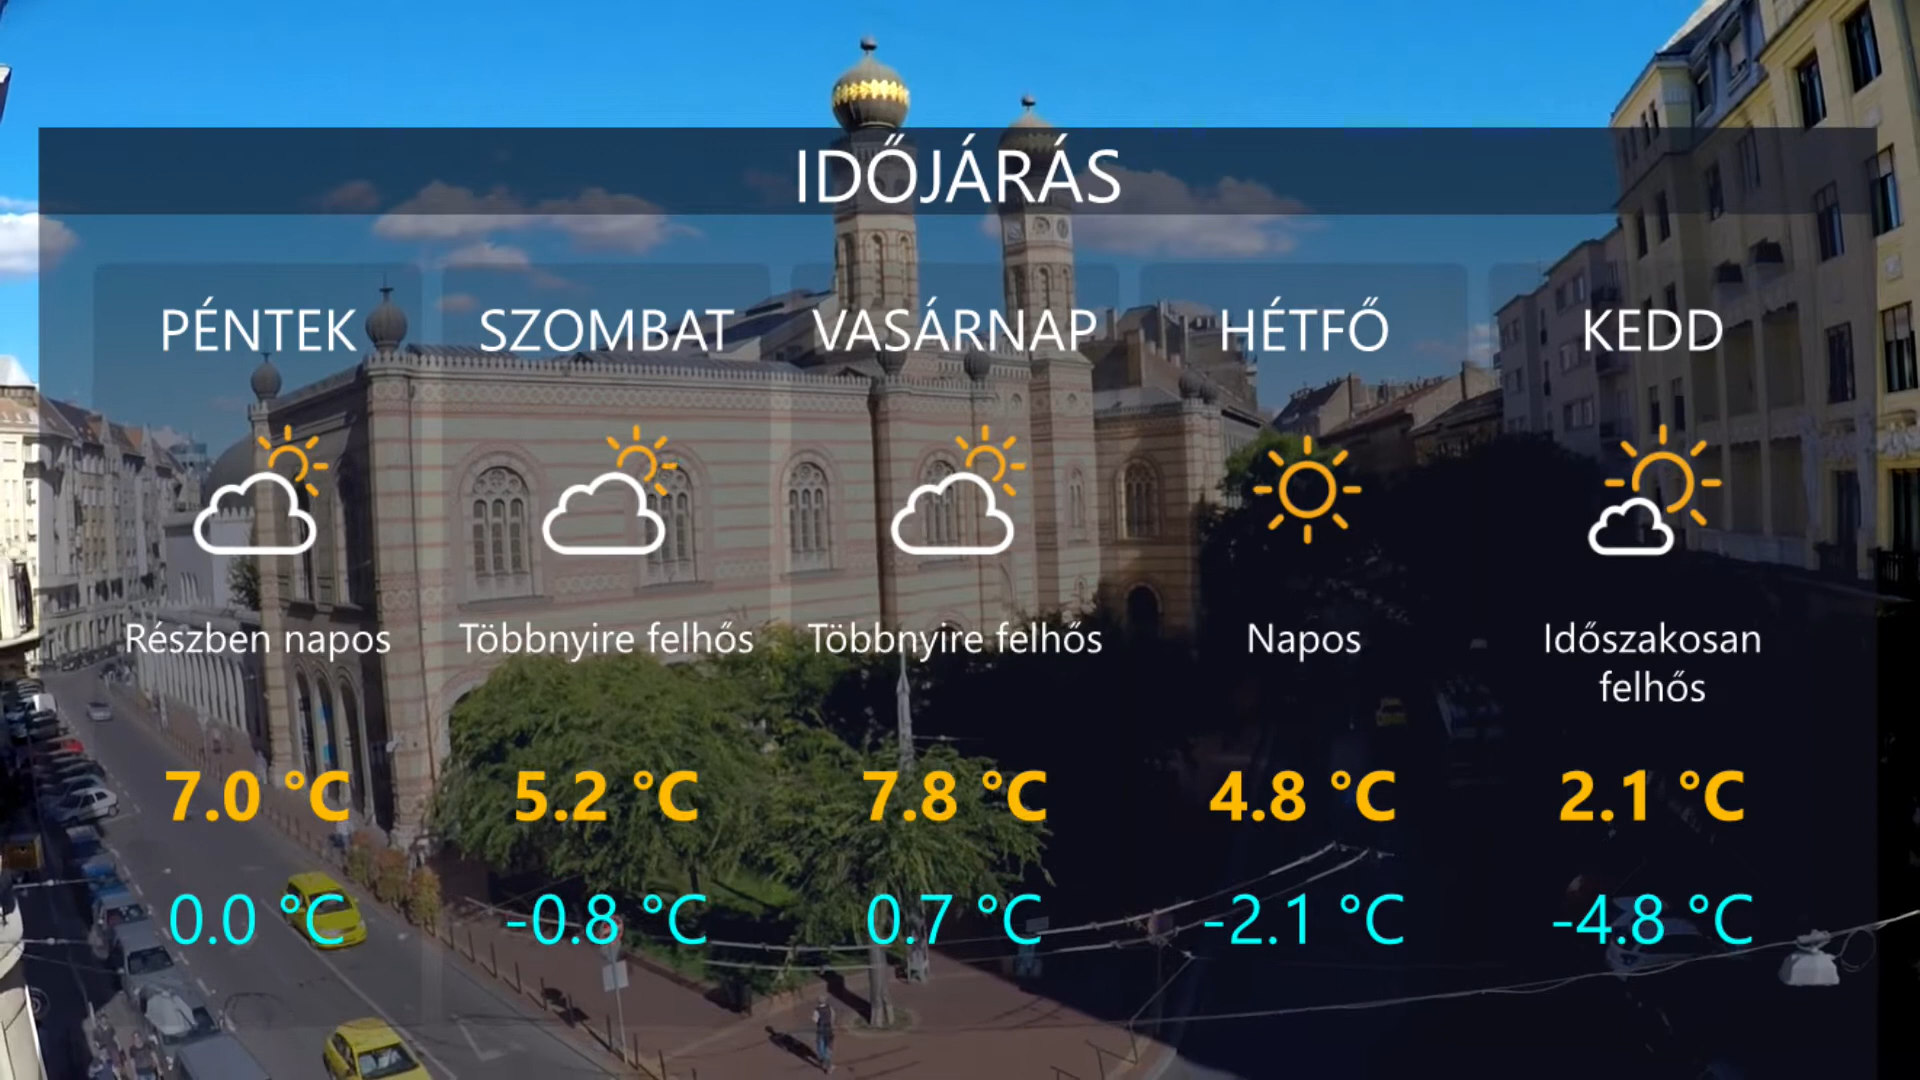 IDŐJÁRÁS
PÉNTEK
Részben napos
7.0 °C
0.0 °C
SZOMBAT
Többnyire felhős
5.2 °C
-0.8 °C
VASÁRNAP
Többnyire felhős
7.8 °C
0.7 °C
HÉTFŐ
Napos
4.8 °C
-2.1 °C
KEDD
Időszakosan
felhős
2.1 °C
-4.8 °C